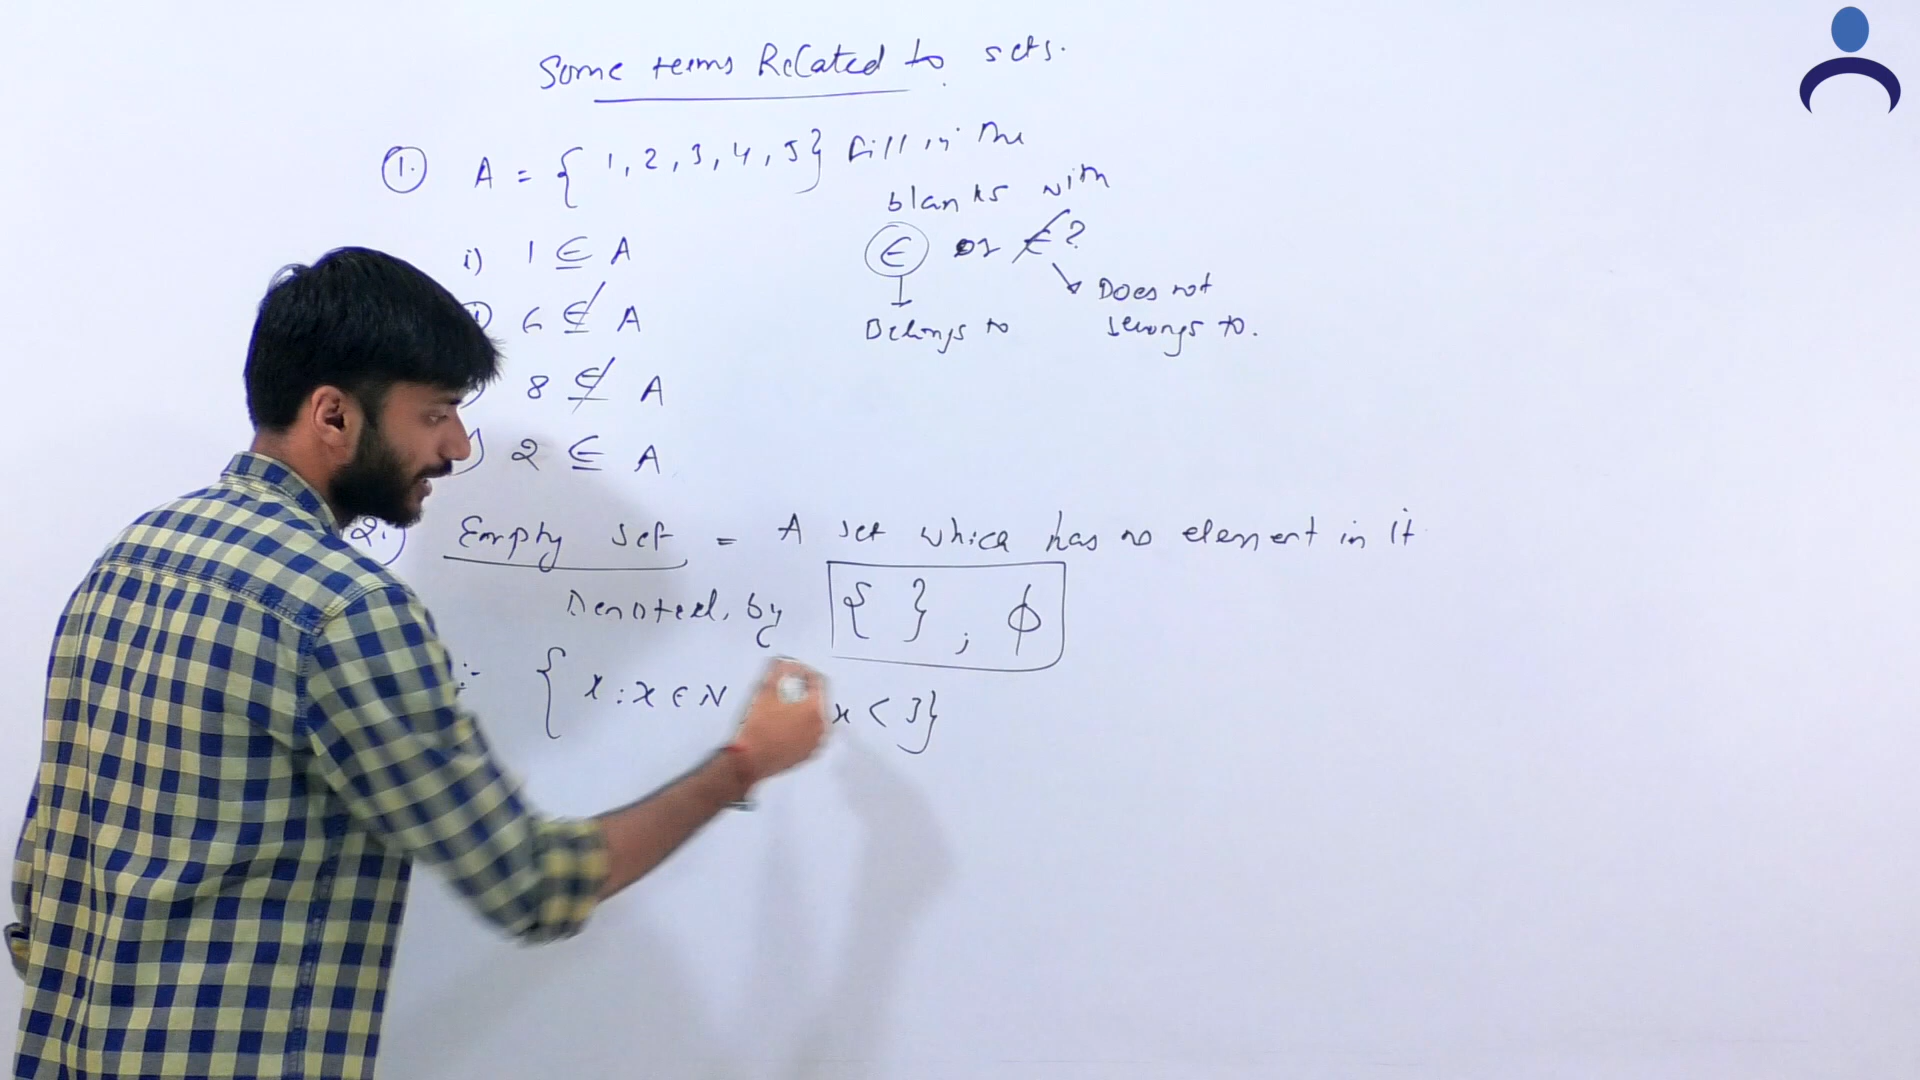 Some terms Related to sets.
1. A = { 1, 2, 3, 4, 5} Fill in the
blanks with
∈ or ∉?
i) 1 ∈ A
Does not
6 ∉ A
Belongs to
belongs to.
8 ∉ A
2 ∈ A
2. Empty set = A set which has no element in it
Denoted by { } ; ϕ
:- { x : x ∈ N x < 3}